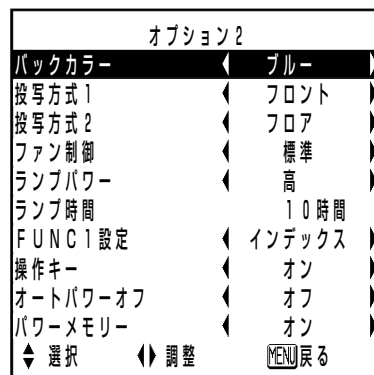 オプション2
バックカラー ブルー
投写方式1 フロント
投写方式2 フロア
ファン制御 標準
ランプパワー 高
ランプ時間 10時間
FUNC1設定 インデックス
操作キー オン
オートパワーオフ オフ
パワーメモリー オン
選択 調整 MENU戻る